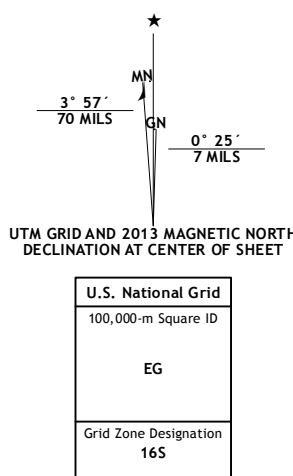 ★
MN
3° 57´
70 MILS
GN
0° 25´
7 MILS
UTM GRID AND 2013 MAGNETIC NORTH
DECLINATION AT CENTER OF SHEET
U.S. National Grid
100,000-m Square ID
EG
Grid Zone Designation
16S